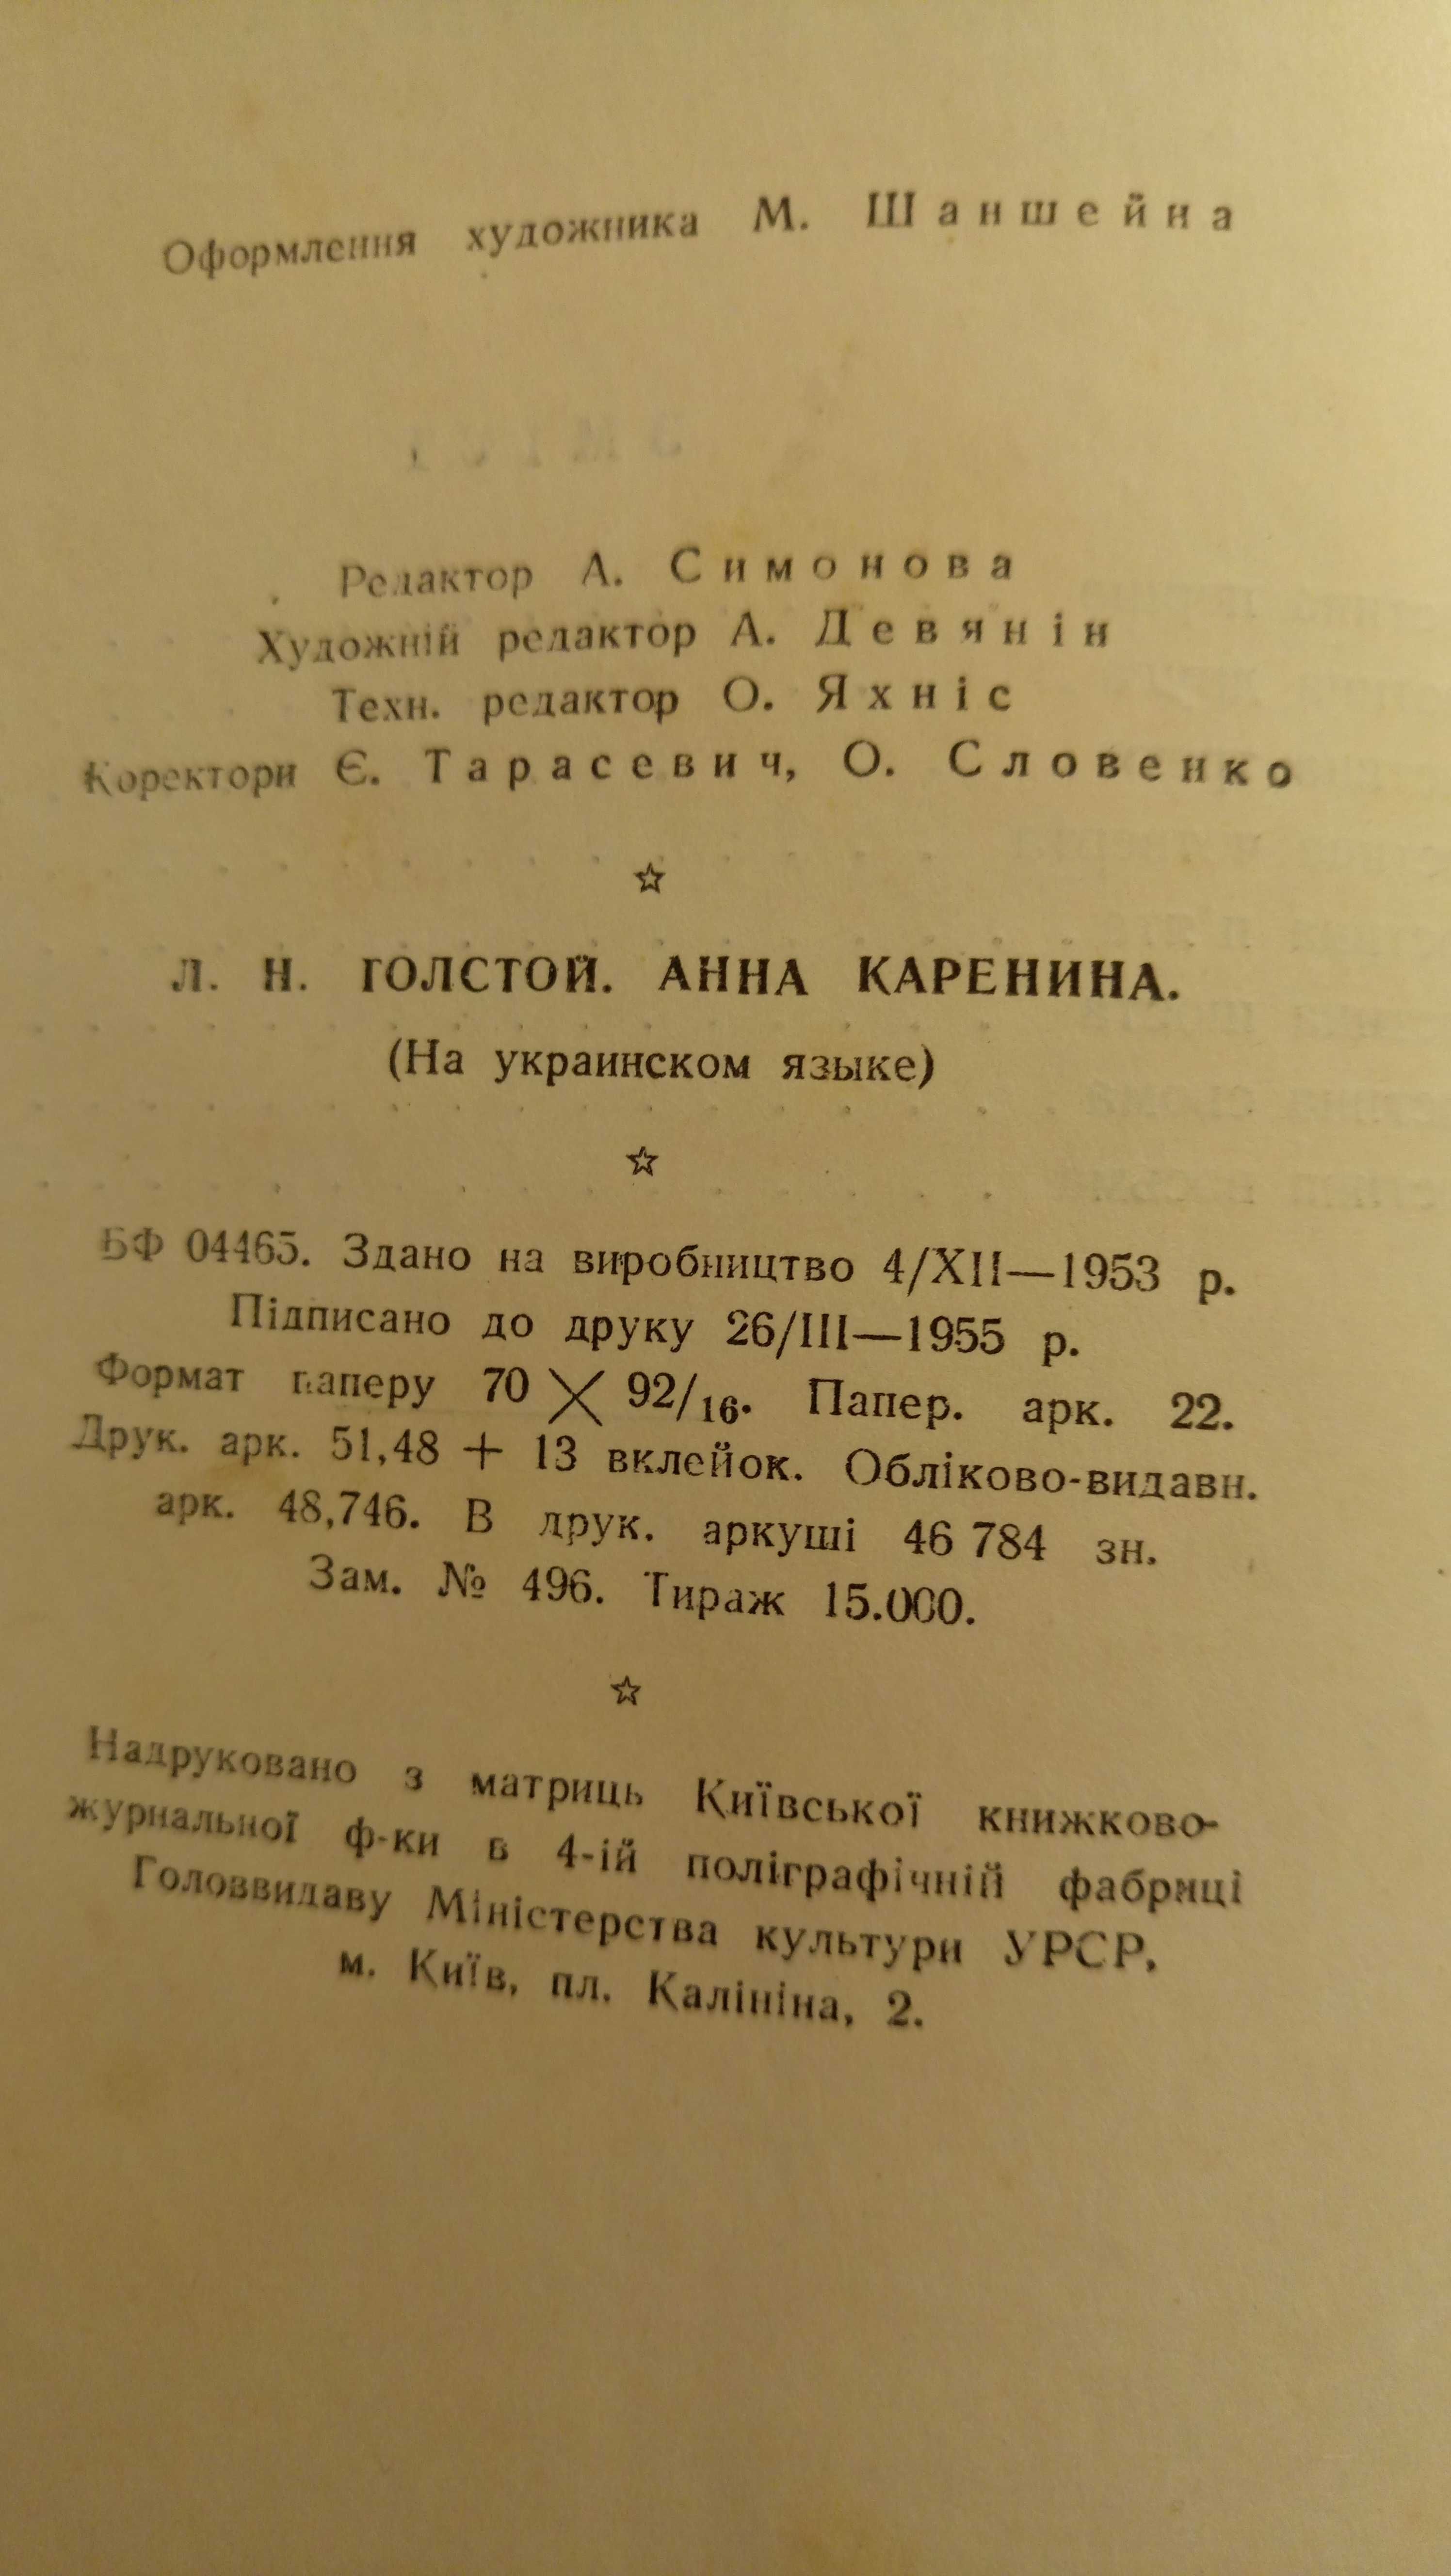 Оформлення художника М. Шаншейна
Редактор А. Симонова
Художній редактор А. Девянін
Техн. редактор О. Яхніс
Коректори Є. Тарасевич, О. Словенко
☆
Л. Н. ТОЛСТОЙ. АННА КАРЕНИНА.
(На украинском языке)
☆
БФ 04465. Здано на виробництво 4/XII—1953 р.
Підписано до друку 26/III—1955 р.
Формат паперу 70 × 92/16. Папер. арк. 22.
Друк. арк. 51,48 + 13 вклейок. Обліково-видавн.
арк. 48,746. В друк. аркуші 46 784 зн.
Зам. № 496. Тираж 15.000.
☆
Надруковано з матриць Київської книжково-
журнальної ф-ки в 4-ій поліграфічній фабриці
Головвидаву Міністерства культури УРСР,
м. Київ, пл. Калініна, 2.